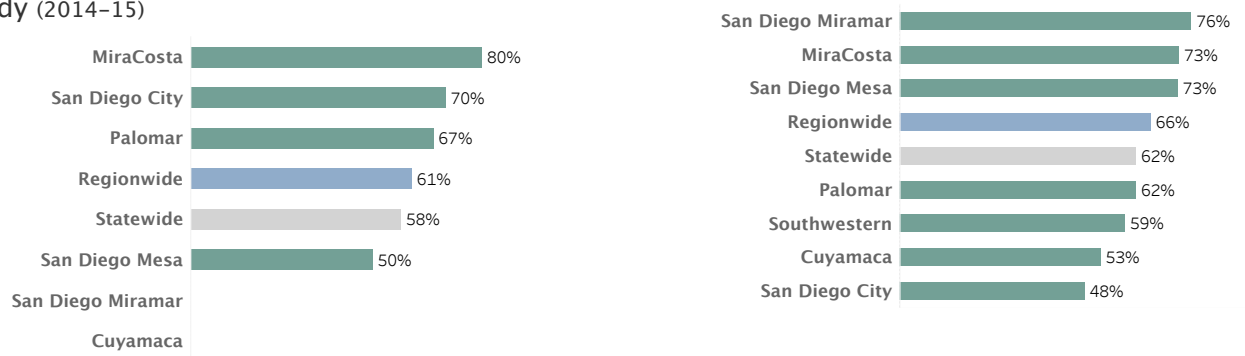 dy (2014–15)
MiraCosta 80%
San Diego City 70%
Palomar 67%
Regionwide 61%
Statewide 58%
San Diego Mesa 50%
San Diego Miramar
Cuyamaca
San Diego Miramar 76%
MiraCosta 73%
San Diego Mesa 73%
Regionwide 66%
Statewide 62%
Palomar 62%
Southwestern 59%
Cuyamaca 53%
San Diego City 48%